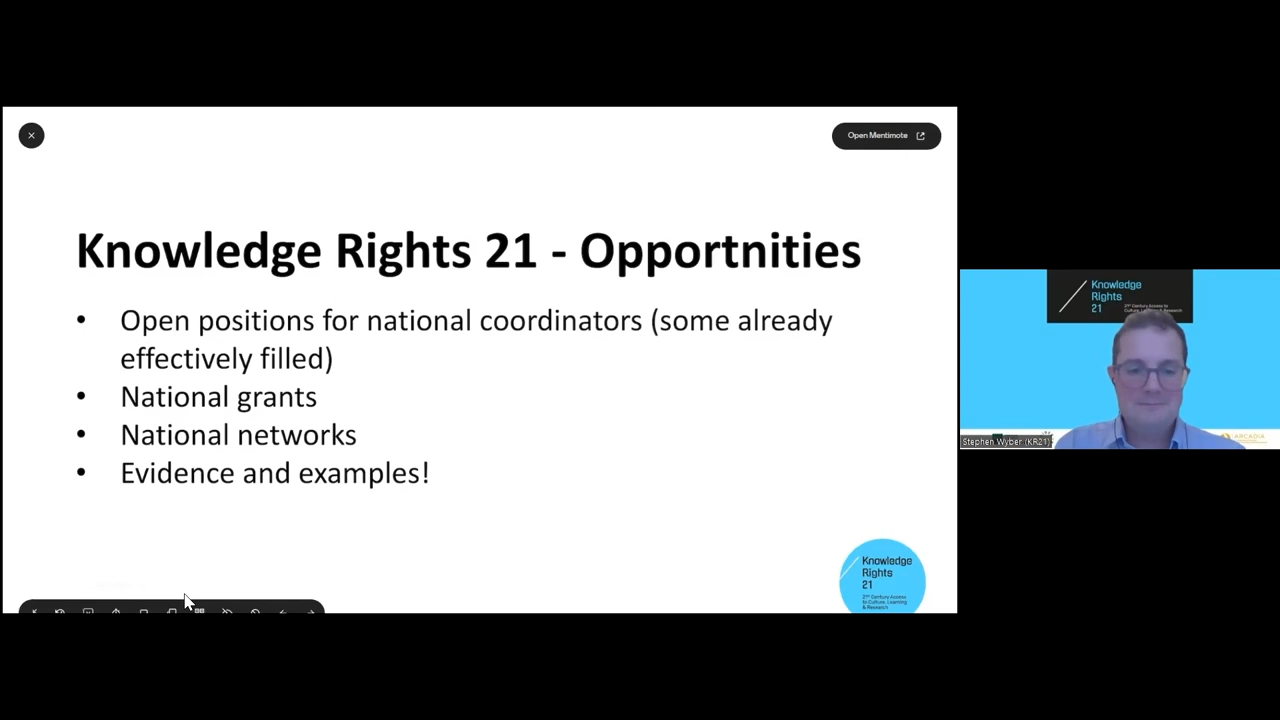 ×
Open Mentimote
Knowledge Rights 21 - Opportnities
• Open positions for national coordinators (some already
effectively filled)
• National grants
• National networks
• Evidence and examples!
Knowledge
Rights
21
21st Century Access
to Culture, Learning
& Research
Knowledge
Rights
21
21st Century Access to
Culture, Learning & Research
Stephen Wyber (KR21)
ARCADIA